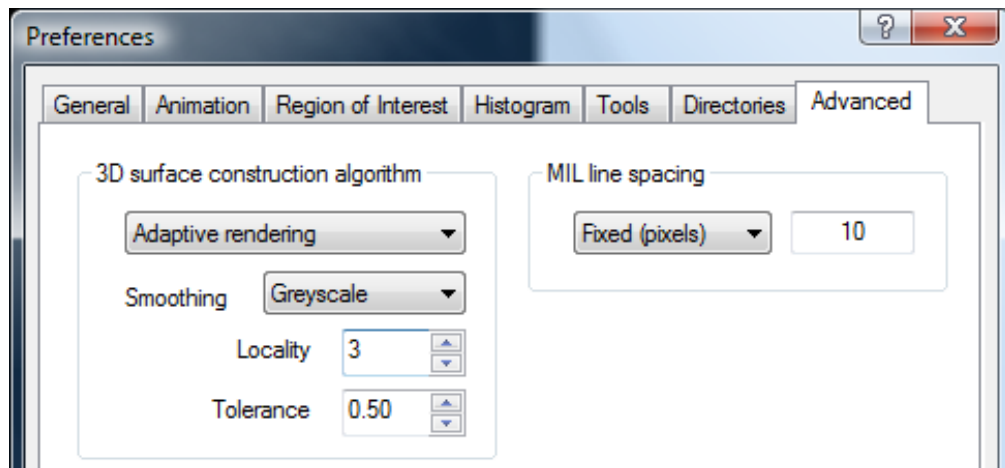 Preferences
General Animation Region of Interest Histogram Tools Directories Advanced
3D surface construction algorithm
Adaptive rendering
Smoothing Greyscale
Locality 3
Tolerance 0.50
MIL line spacing
Fixed (pixels) 10